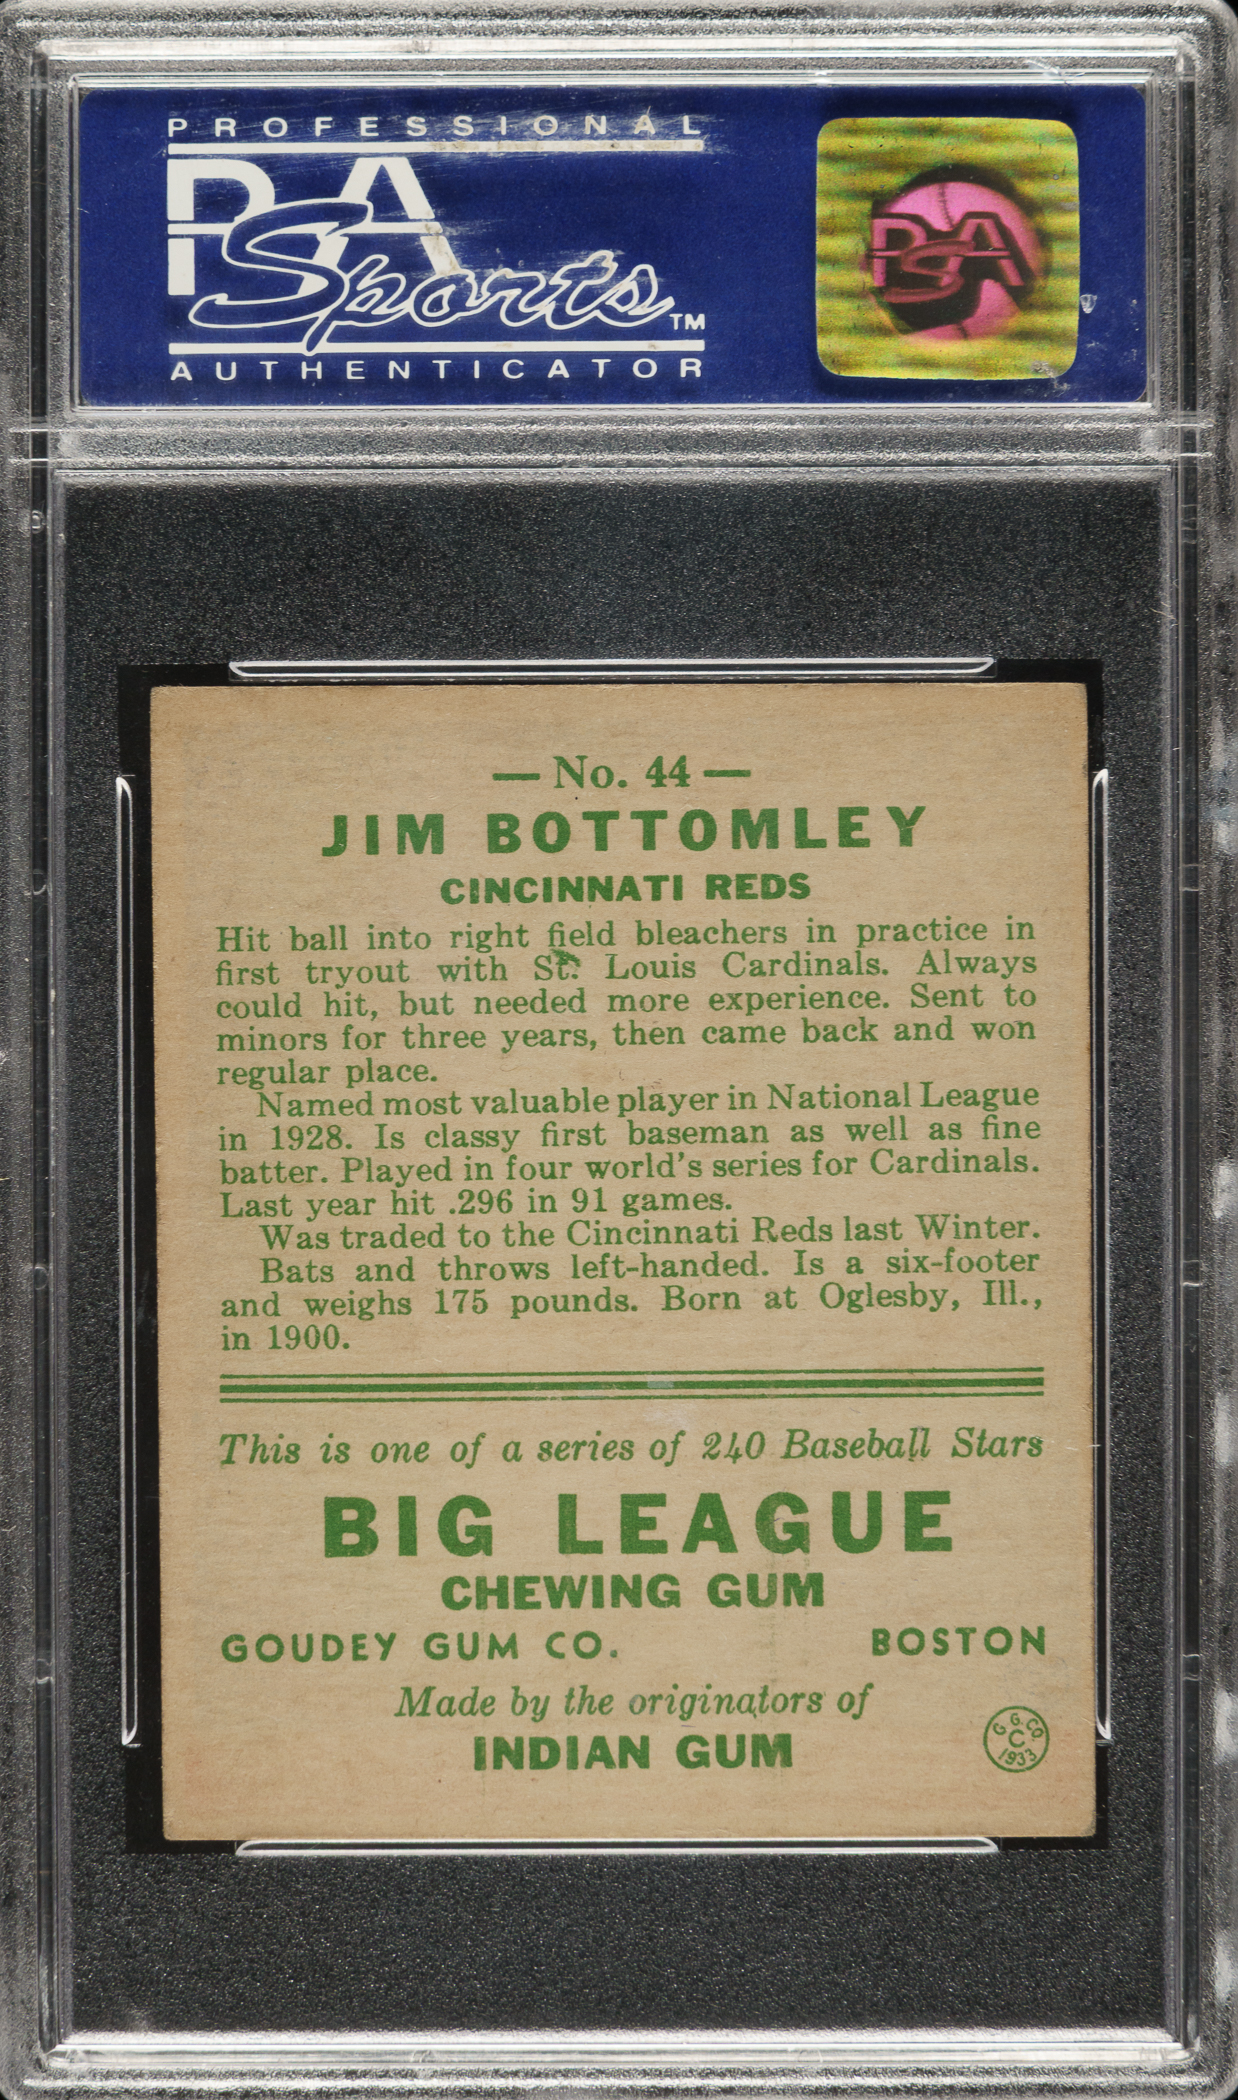 PROFESSIONAL
PSA
Sports™
AUTHENTICATOR
PSA
— No. 44 —
JIM BOTTOMLEY
CINCINNATI REDS
Hit ball into right field bleachers in practice in
first tryout with St. Louis Cardinals. Always
could hit, but needed more experience. Sent to
minors for three years, then came back and won
regular place.
Named most valuable player in National League
in 1928. Is classy first baseman as well as fine
batter. Played in four world's series for Cardinals.
Last year hit .296 in 91 games.
Was traded to the Cincinnati Reds last Winter.
Bats and throws left-handed. Is a six-footer
and weighs 175 pounds. Born at Oglesby, Ill.,
in 1900.
This is one of a series of 240 Baseball Stars
BIG LEAGUE
CHEWING GUM
GOUDEY GUM CO. BOSTON
Made by the originators of
INDIAN GUM
G. G. CO.
C
1933